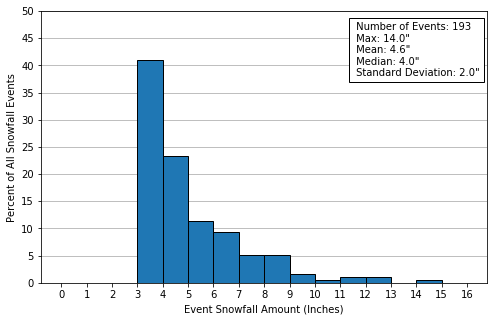 50
45
40
35
30
25
20
15
10
5
0
Percent of All Snowfall Events
Number of Events: 193
Max: 14.0"
Mean: 4.6"
Median: 4.0"
Standard Deviation: 2.0"
0 1 2 3 4 5 6 7 8 9 10 11 12 13 14 15 16
Event Snowfall Amount (Inches)